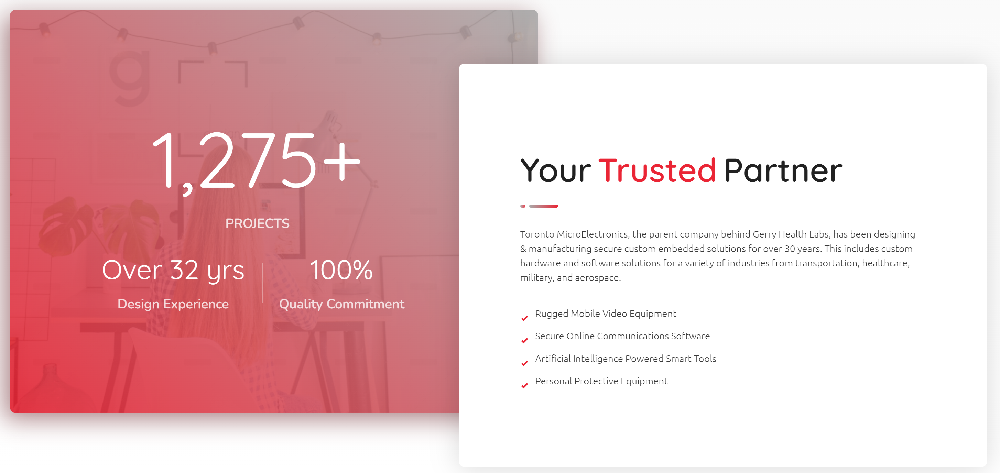 1,275+
PROJECTS
Over 32 yrs
Design Experience
100%
Quality Commitment
Your Trusted Partner
Toronto MicroElectronics, the parent company behind Gerry Health Labs, has been designing
& manufacturing secure custom embedded solutions for over 30 years. This includes custom
hardware and software solutions for a variety of industries from transportation, healthcare,
military, and aerospace.
Rugged Mobile Video Equipment
Secure Online Communications Software
Artificial Intelligence Powered Smart Tools
Personal Protective Equipment
g